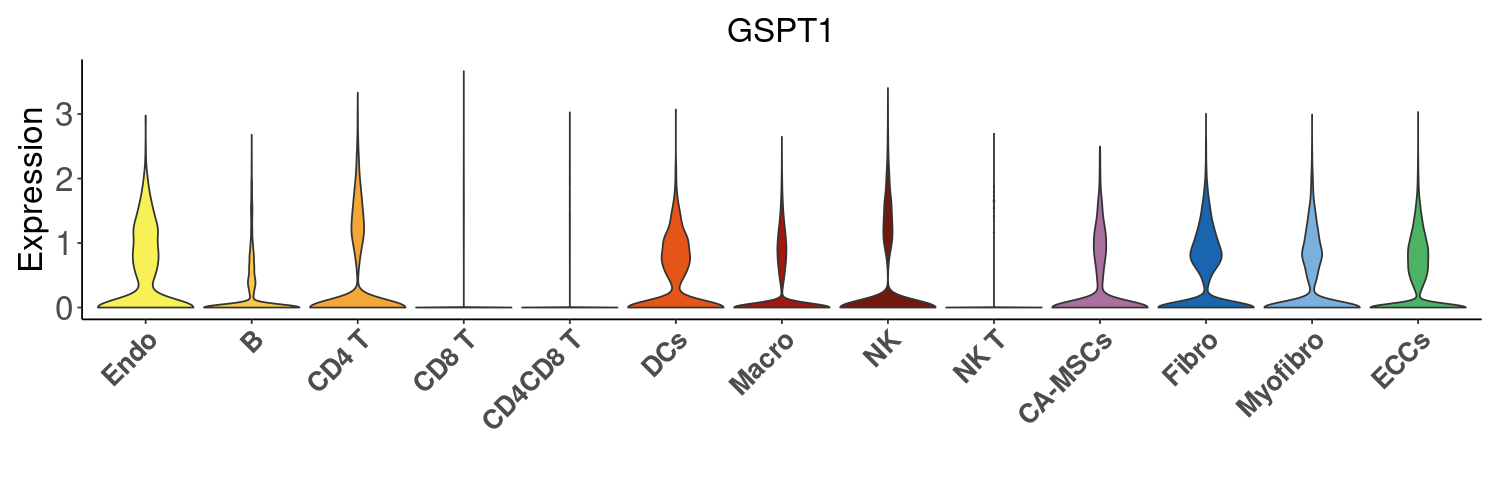 GSPT1
Expression
3
2
1
0
Endo
B
CD4 T
CD8 T
CD4CD8 T
DCs
Macro
NK
NK T
CA-MSCs
Fibro
Myofibro
ECCs